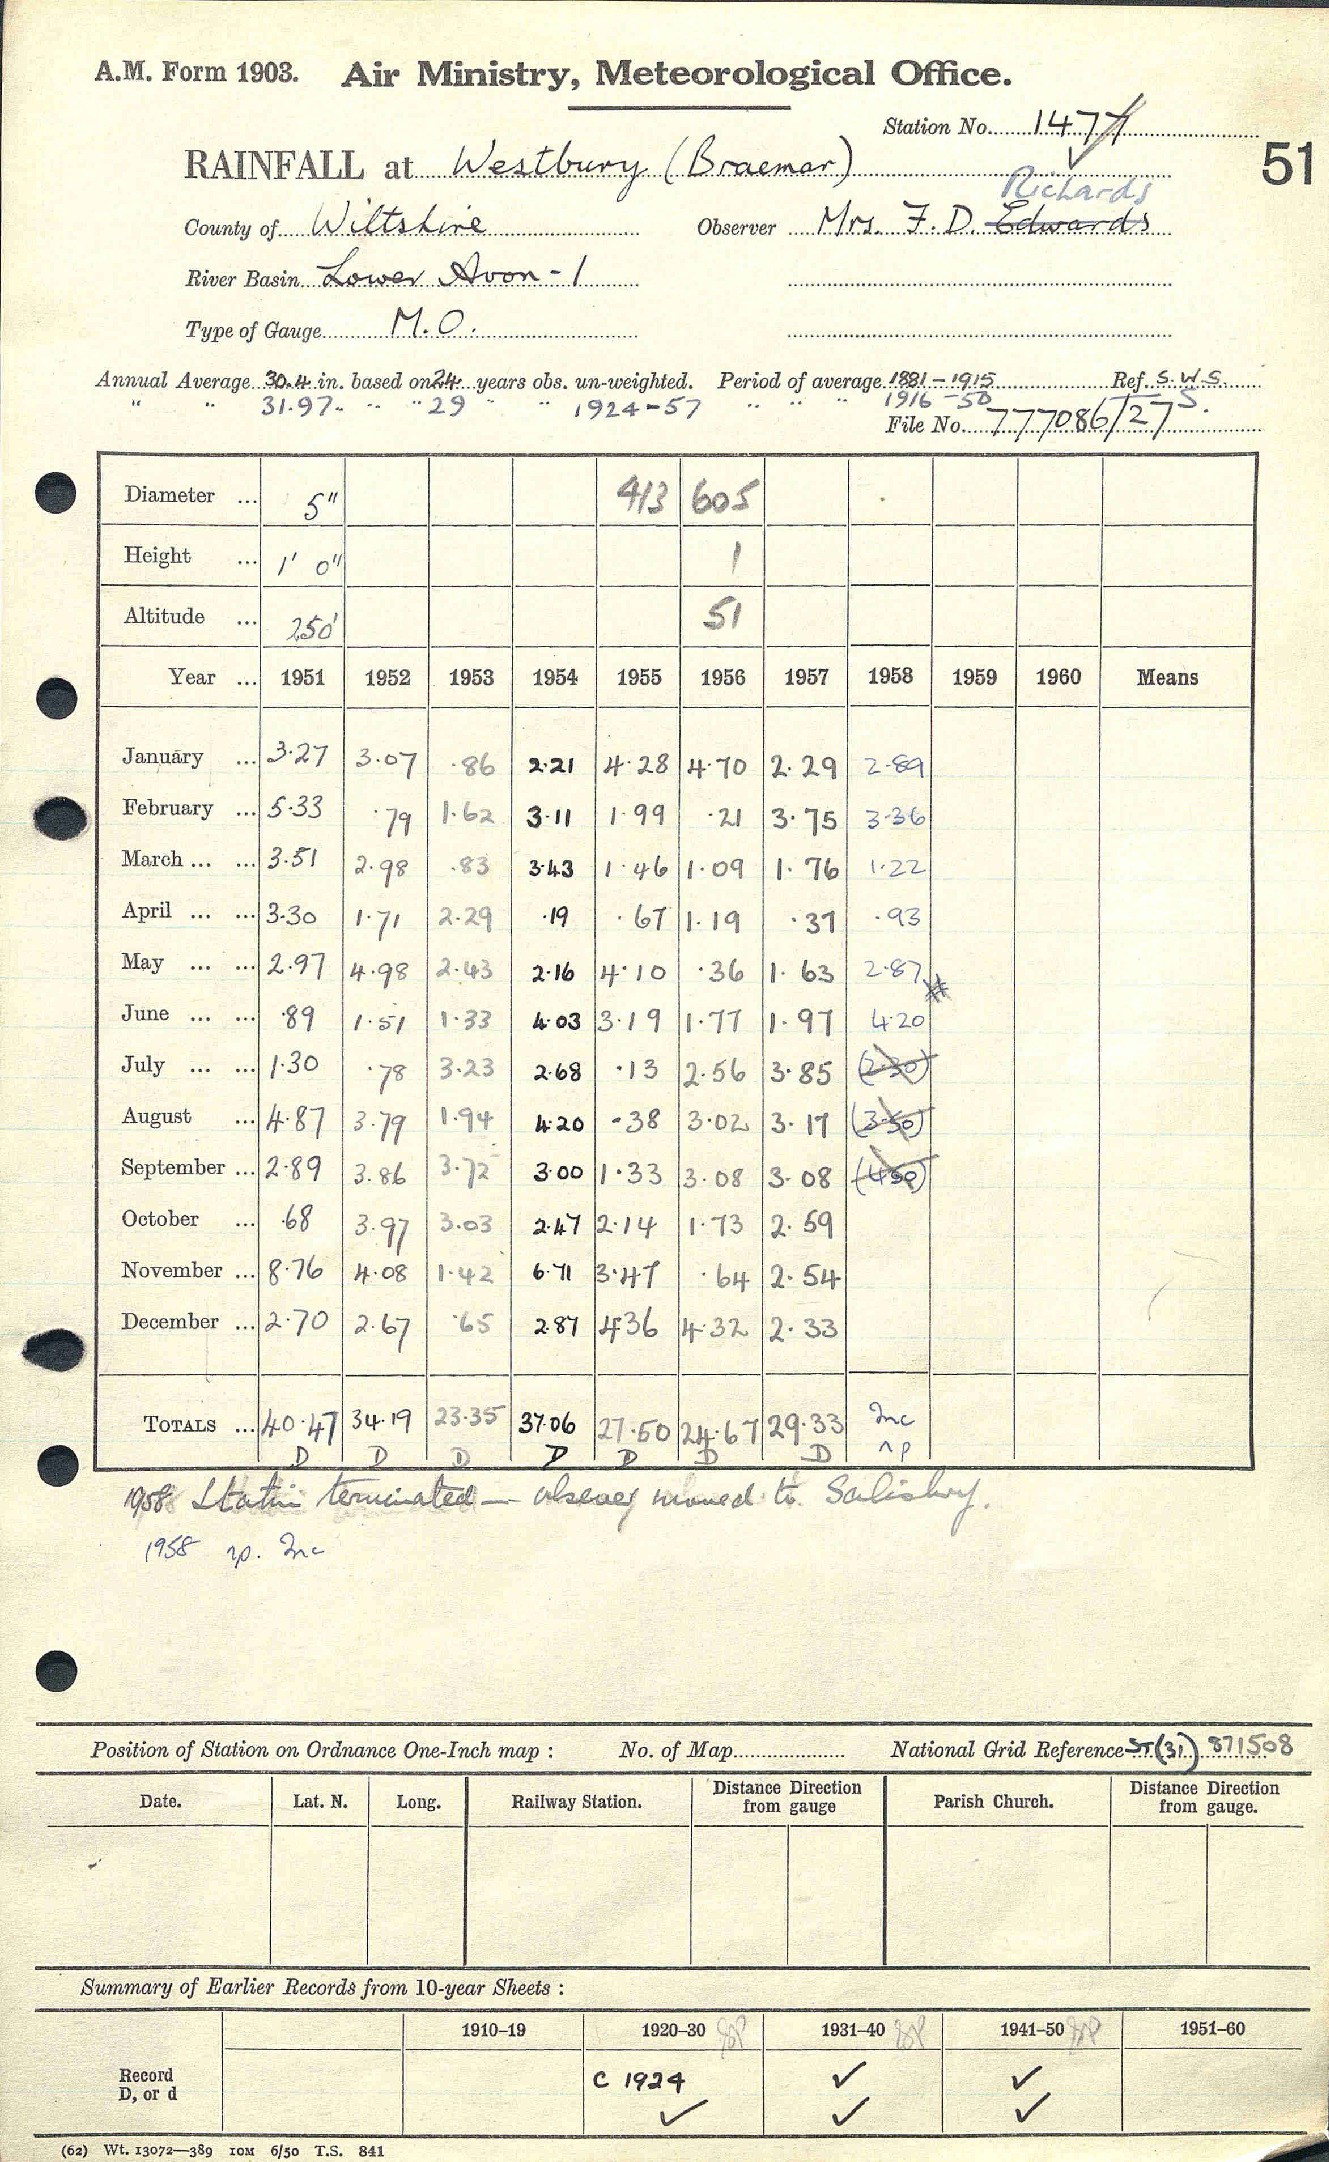 A.M. Form 1903. Air Ministry, Meteorological Office.
Station No. 1477
51
RAINFALL at Westbury (Braemar)
Richards
County of Wiltshire Observer Mrs. F. D. Edwards
River Basin Lower Avon - 1
Type of Gauge M.O.
Annual Average 30.4 in. based on 24 years obs. un-weighted. Period of average 1881-1915 Ref. S.W.S.
" " 31.97 " " " 29 " " 1924-57 " " " 1916-50 S.
File No. 777086/27
Diameter ... 5" 413 605
Height ... 1' 0" 1
Altitude ... 250' 51
Year ... 1951 1952 1953 1954 1955 1956 1957 1958 1959 1960 Means
January ... 3.27 3.07 .86 2.21 4.28 4.70 2.29 2.89
February ... 5.33 .79 1.62 3.11 1.99 .21 3.75 3.36
March ... ... 3.51 2.98 .83 3.43 1.46 1.09 1.76 1.22
April ... ... 3.30 1.71 2.29 .19 .67 1.19 .37 .93
May ... ... 2.97 4.98 2.43 2.16 4.10 .36 1.63 2.87
June ... ... .89 1.51 1.33 4.03 3.19 1.77 1.97 4.20
July ... ... 1.30 .78 3.23 2.68 .13 2.56 3.85 (2.30)
August ... 4.87 3.79 1.94 4.20 .38 3.02 3.17 (3.50)
September ... 2.89 3.86 3.72 3.00 1.33 3.08 3.08 (4.50)
October ... .68 3.97 3.03 2.47 2.14 1.73 2.59
November ... 8.76 4.08 1.42 6.71 3.47 .64 2.54
December ... 2.70 2.67 .65 2.87 4.36 4.32 2.33
TOTALS ... 40.47 34.19 23.35 37.06 27.50 24.67 29.33 Inc
D D D D D D D np
1958 Station terminated — observer moved to Salisbury.
1958 np. Inc
Position of Station on Ordnance One-Inch map : No. of Map National Grid Reference ST (31) 871508
Date. Lat. N. Long. Railway Station. Distance Direction from gauge Parish Church. Distance Direction from gauge.
Summary of Earlier Records from 10-year Sheets :
1910-19 1920-30 1931-40 1941-50 1951-60
Record D, or d C 1924 ✓ ✓
✓ ✓ ✓
(62) Wt. 13072—389 10M 6/50 T.S. 841